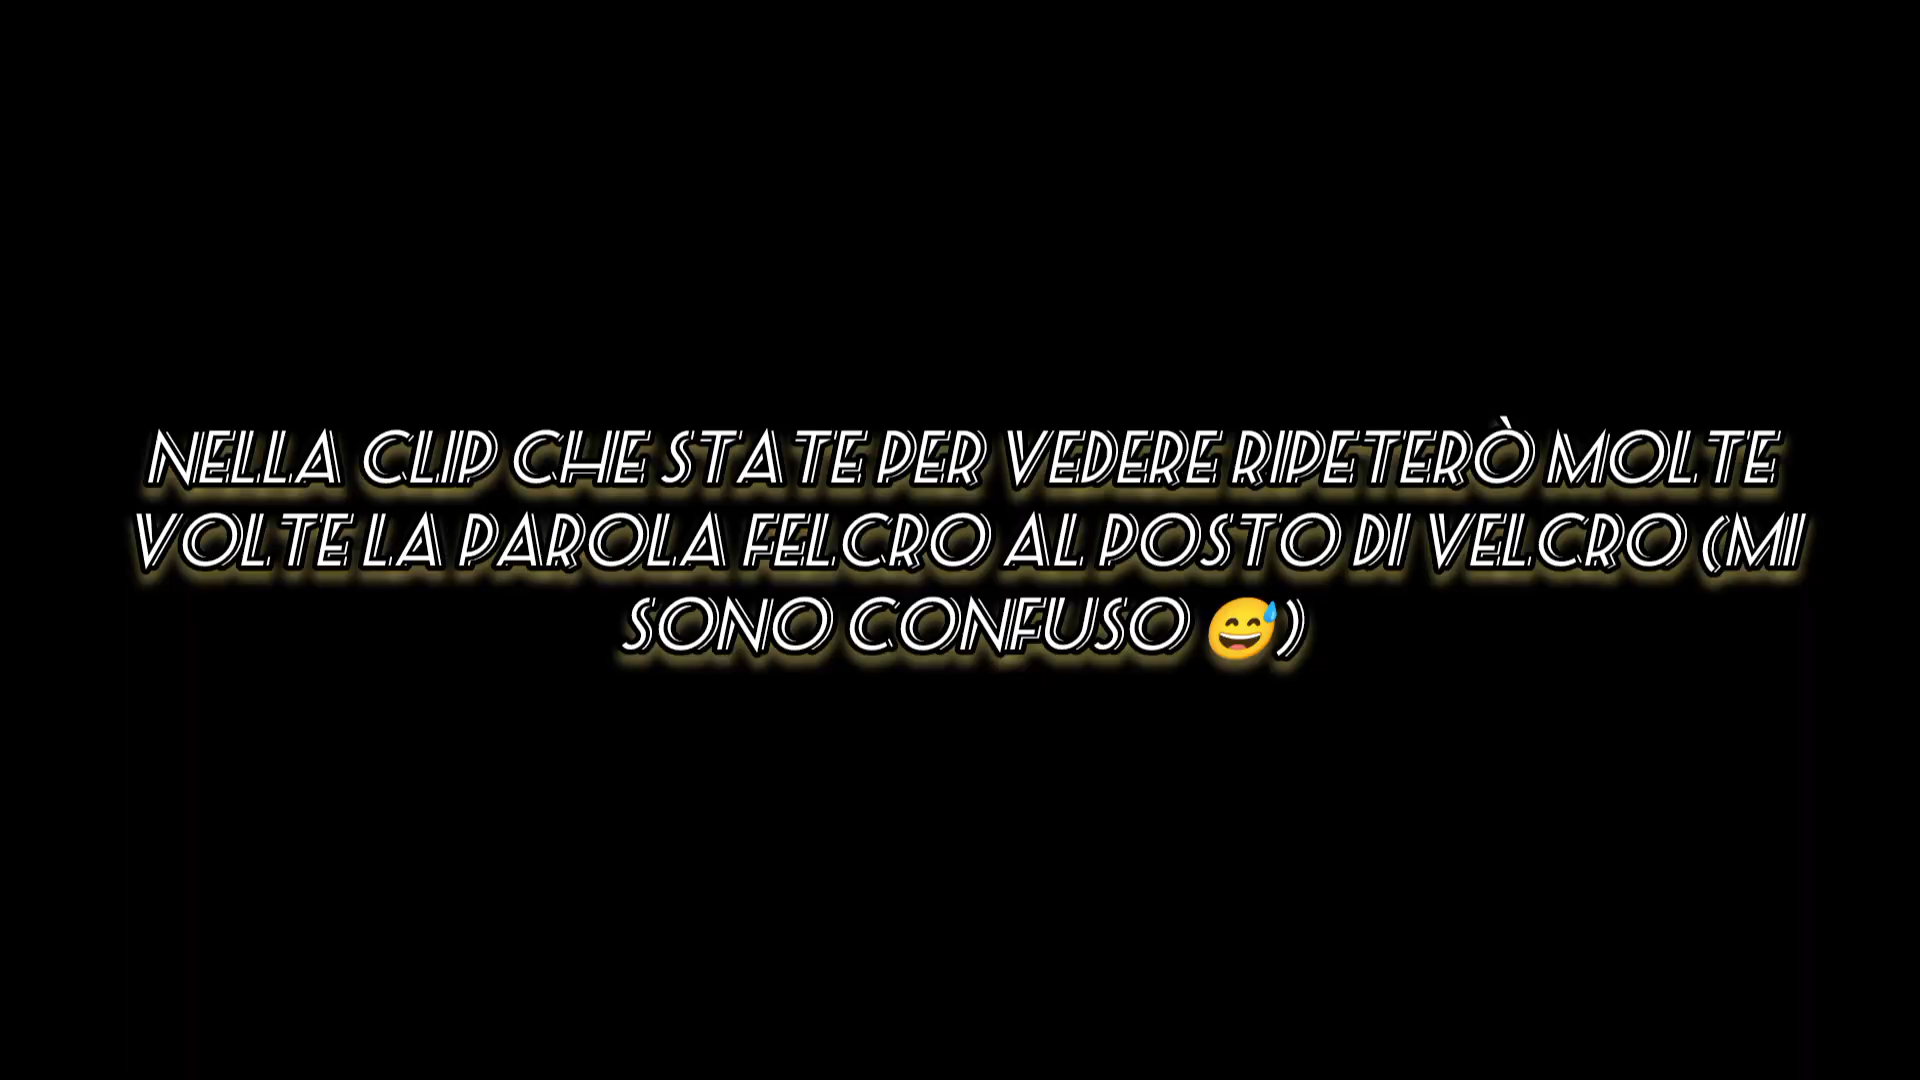 NELLA CLIP CHE STATE PER VEDERE RIPETERÒ MOLTE
VOLTE LA PAROLA FELCRO AL POSTO DI VELCRO (MI
SONO CONFUSO 😅)